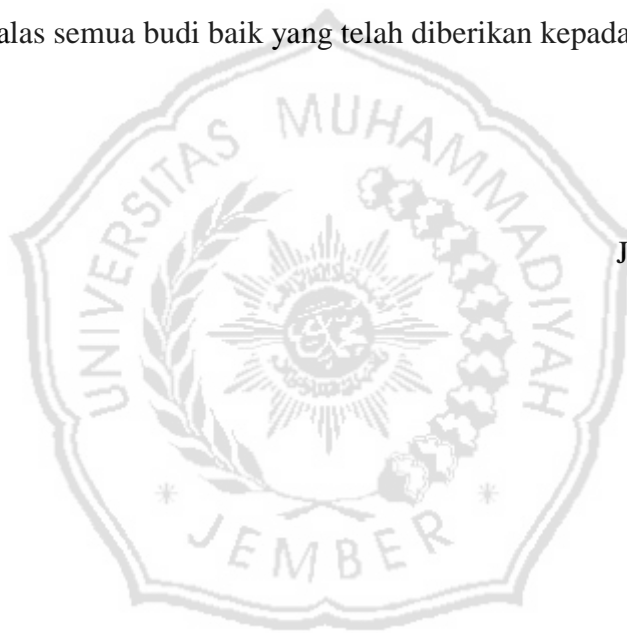 alas semua budi baik yang telah diberikan kepada
J
UNIVERSITAS MUHAMMADIYAH
JEMBER